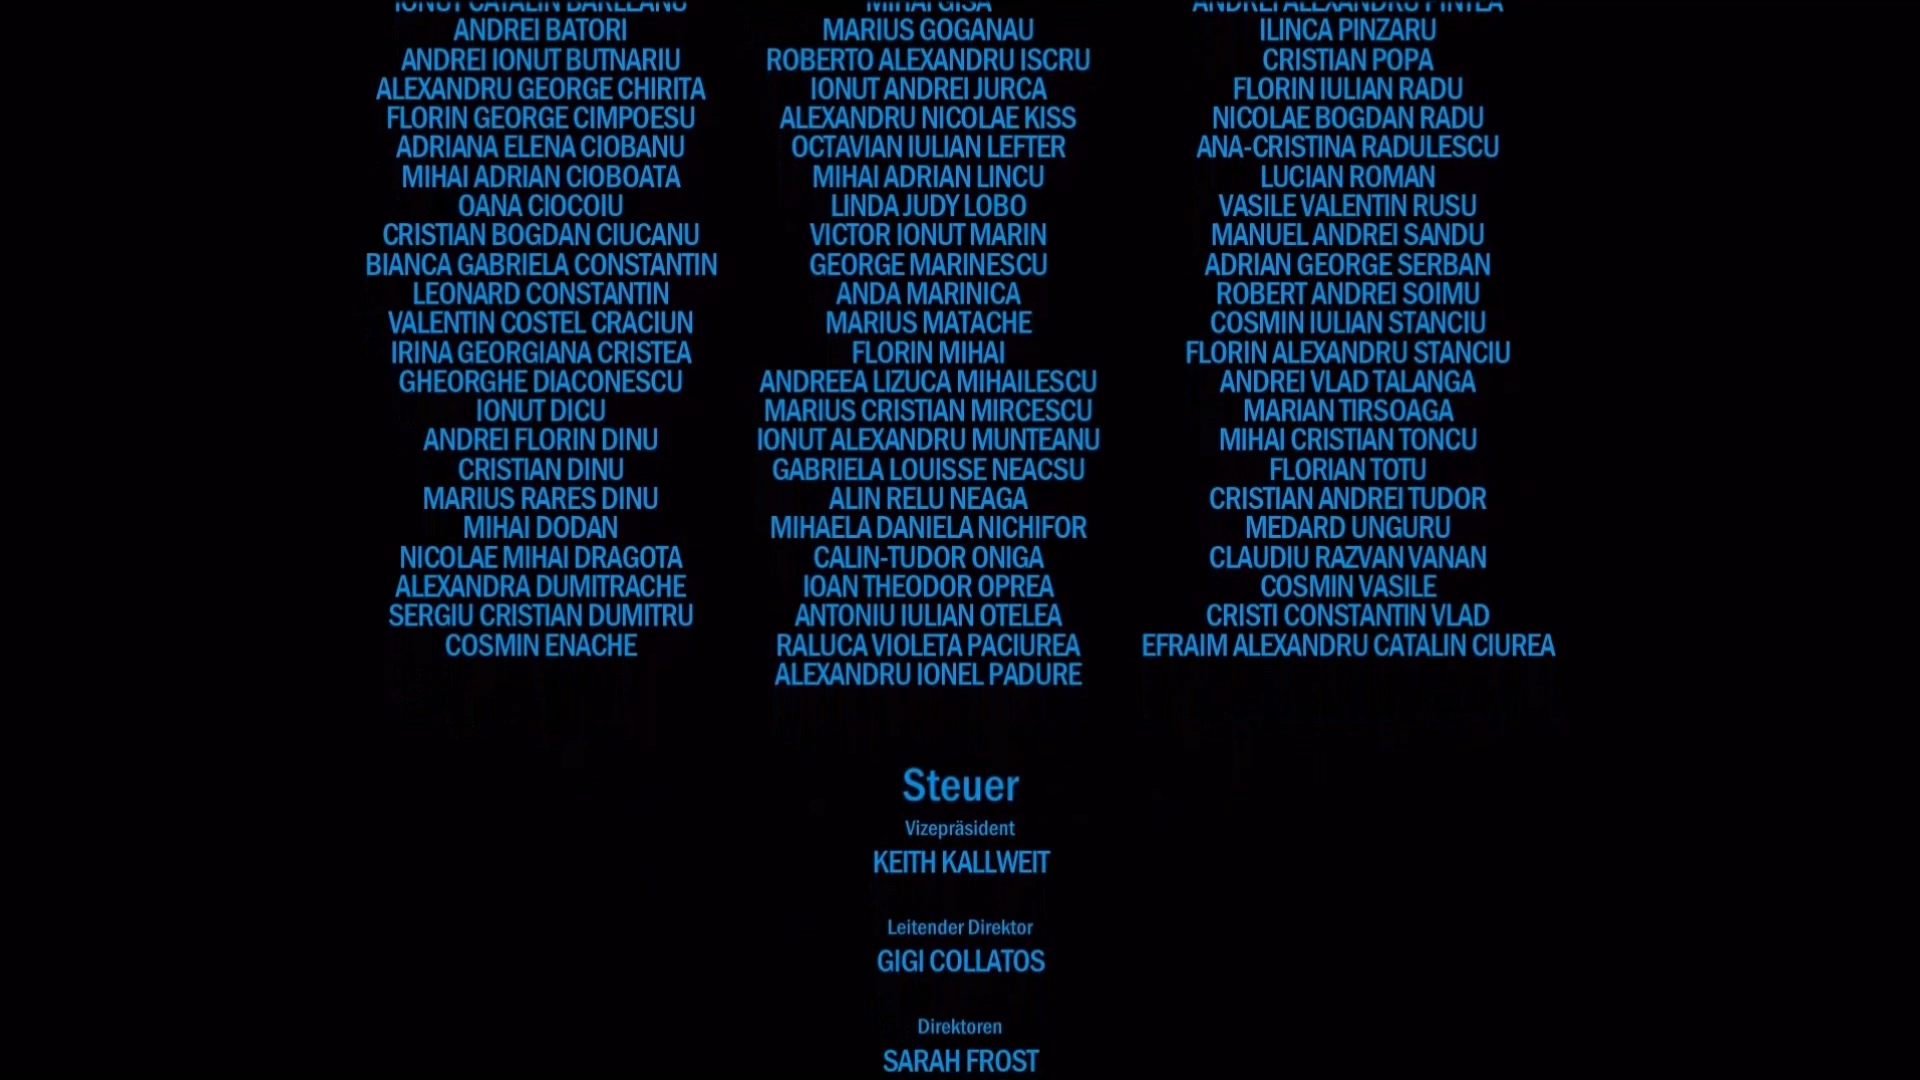 ANDREI BATORI
ANDREI IONUT BUTNARIU
ALEXANDRU GEORGE CHIRITA
FLORIN GEORGE CIMPOESU
ADRIANA ELENA CIOBANU
MIHAI ADRIAN CIOBOATA
OANA CIOCOIU
CRISTIAN BOGDAN CIUCANU
BIANCA GABRIELA CONSTANTIN
LEONARD CONSTANTIN
VALENTIN COSTEL CRACIUN
IRINA GEORGIANA CRISTEA
GHEORGHE DIACONESCU
IONUT DICU
ANDREI FLORIN DINU
CRISTIAN DINU
MARIUS RARES DINU
MIHAI DODAN
NICOLAE MIHAI DRAGOTA
ALEXANDRA DUMITRACHE
SERGIU CRISTIAN DUMITRU
COSMIN ENACHE
MIHAI GISA
MARIUS GOGANAU
ROBERTO ALEXANDRU ISCRU
IONUT ANDREI JURCA
ALEXANDRU NICOLAE KISS
OCTAVIAN IULIAN LEFTER
MIHAI ADRIAN LINCU
LINDA JUDY LOBO
VICTOR IONUT MARIN
GEORGE MARINESCU
ANDA MARINICA
MARIUS MATACHE
FLORIN MIHAI
ANDREEA LIZUCA MIHAILESCU
MARIUS CRISTIAN MIRCESCU
IONUT ALEXANDRU MUNTEANU
GABRIELA LOUISSE NEACSU
ALIN RELU NEAGA
MIHAELA DANIELA NICHIFOR
CALIN-TUDOR ONIGA
IOAN THEODOR OPREA
ANTONIU IULIAN OTELEA
RALUCA VIOLETA PACIUREA
ALEXANDRU IONEL PADURE
ANDREI ALEXANDRU PINTEA
ILINCA PINZARU
CRISTIAN POPA
FLORIN IULIAN RADU
NICOLAE BOGDAN RADU
ANA-CRISTINA RADULESCU
LUCIAN ROMAN
VASILE VALENTIN RUSU
MANUEL ANDREI SANDU
ADRIAN GEORGE SERBAN
ROBERT ANDREI SOIMU
COSMIN IULIAN STANCIU
FLORIN ALEXANDRU STANCIU
ANDREI VLAD TALANGA
MARIAN TIRSOAGA
MIHAI CRISTIAN TONCU
FLORIAN TOTU
CRISTIAN ANDREI TUDOR
MEDARD UNGURU
CLAUDIU RAZVAN VANAN
COSMIN VASILE
CRISTI CONSTANTIN VLAD
EFRAIM ALEXANDRU CATALIN CIUREA
Steuer
Vizepräsident
KEITH KALLWEIT
Leitender Direktor
GIGI COLLATOS
Direktoren
SARAH FROST